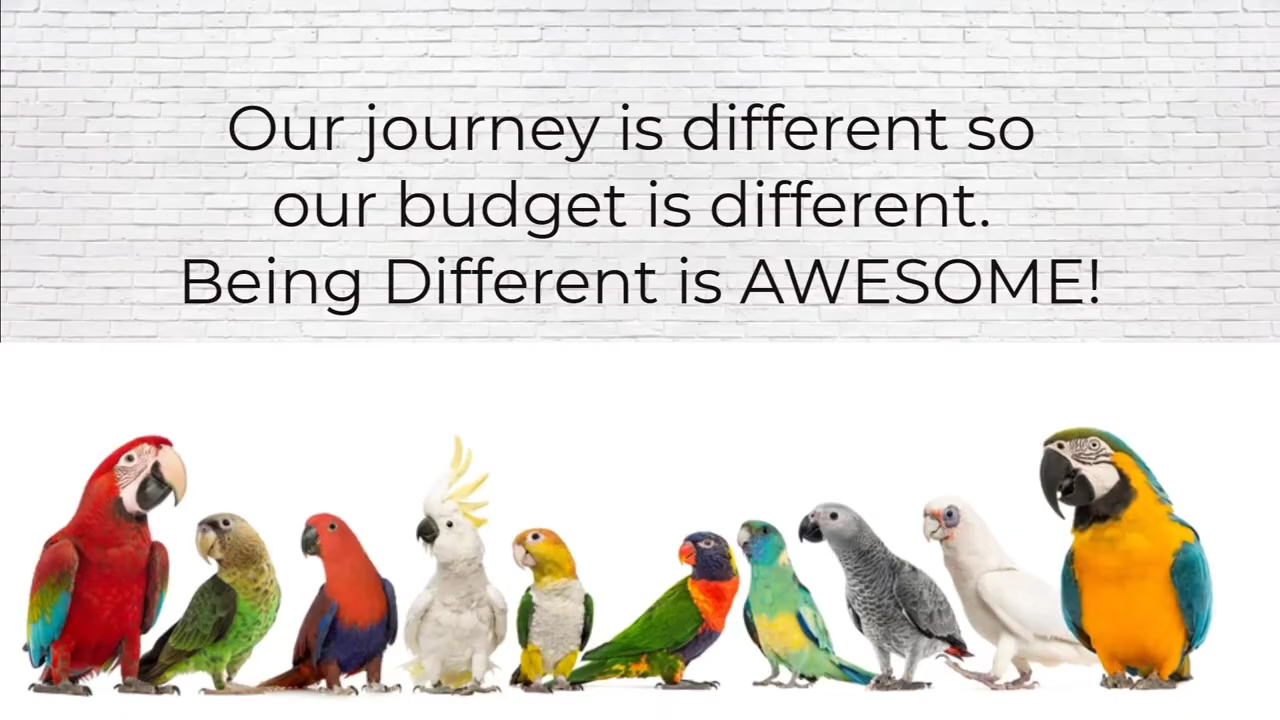 Our journey is different so
our budget is different.
Being Different is AWESOME!